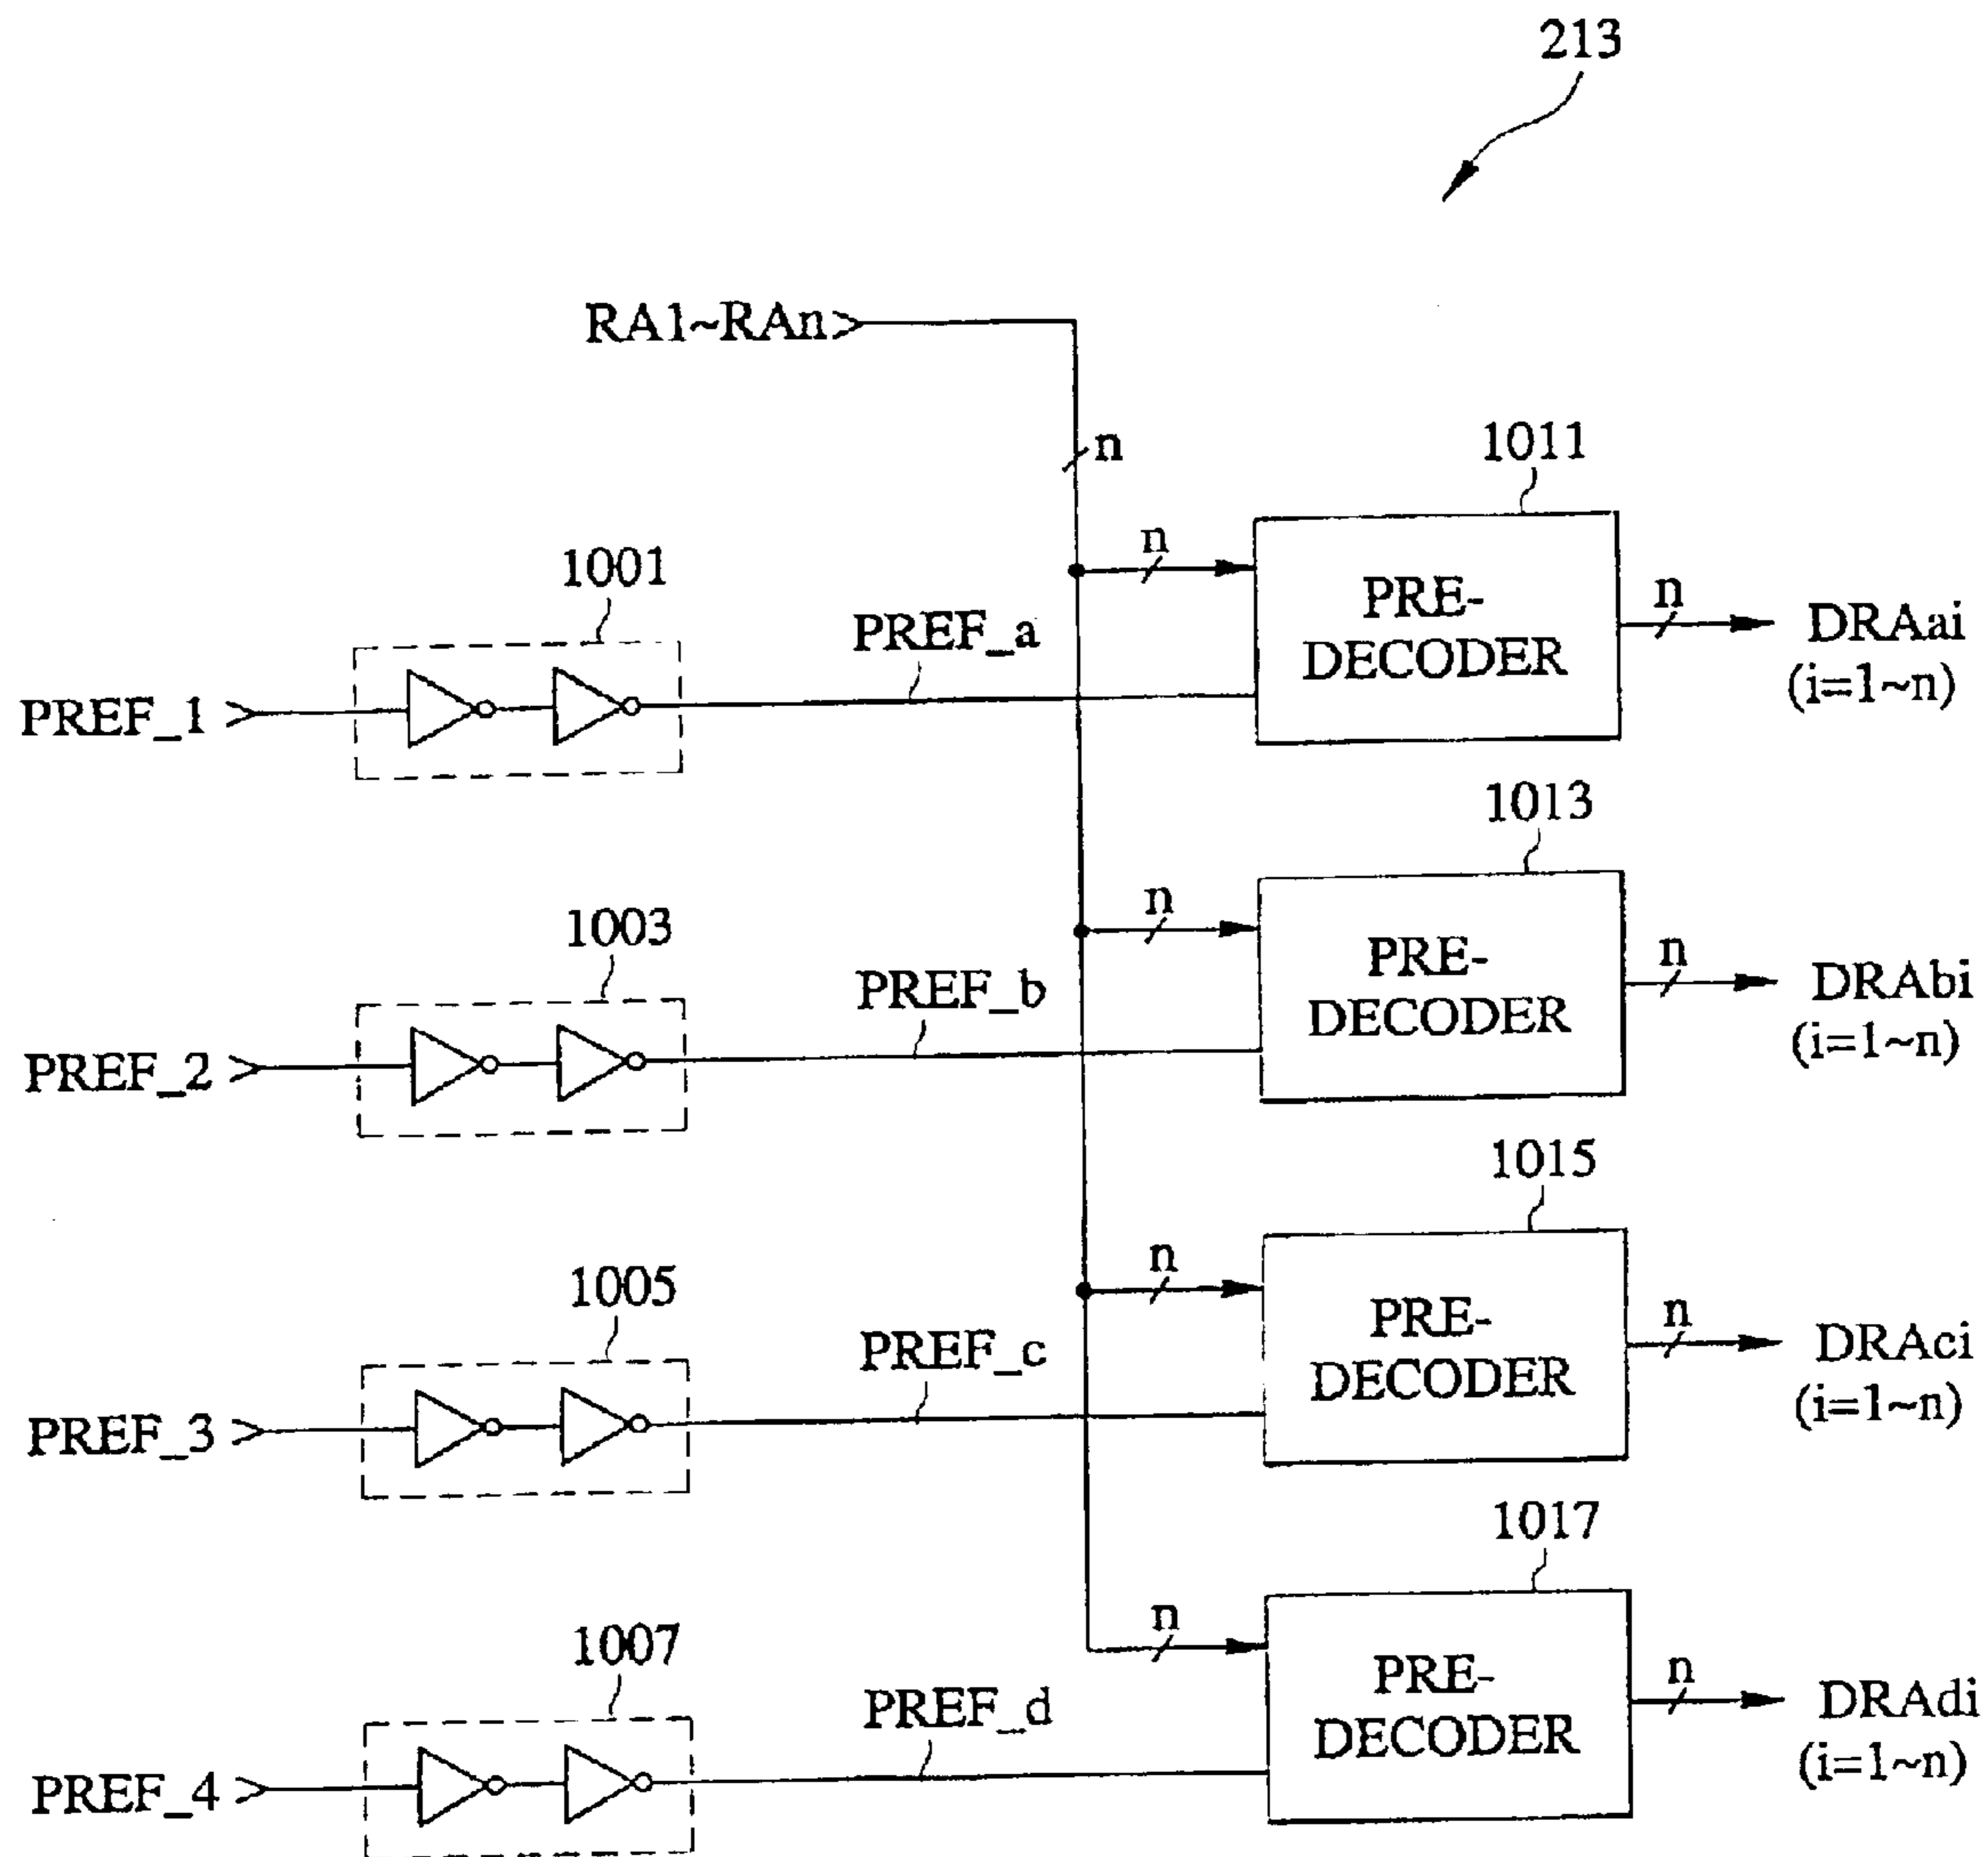 213
RA1~RAn
n
1011
n
1001
PRE-
DECODER
n
DRAai
(i=1~n)
PREF_a
PREF_1
1013
n
1003
PRE-
DECODER
n
DRAbi
(i=1~n)
PREF_b
PREF_2
1015
n
1005
PRE-
DECODER
n
DRAci
(i=1~n)
PREF_c
PREF_3
1017
n
1007
PRE-
DECODER
n
DRAdi
(i=1~n)
PREF_d
PREF_4